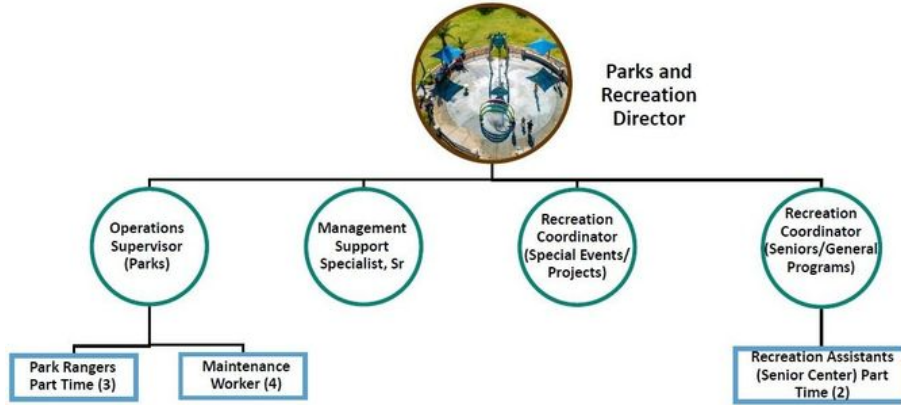 Parks and
Recreation
Director
Operations
Supervisor
(Parks)
Management
Support
Specialist, Sr
Recreation
Coordinator
(Special Events/
Projects)
Recreation
Coordinator
(Seniors/General
Programs)
Park Rangers
Part Time (3)
Maintenance
Worker (4)
Recreation Assistants
(Senior Center) Part
Time (2)